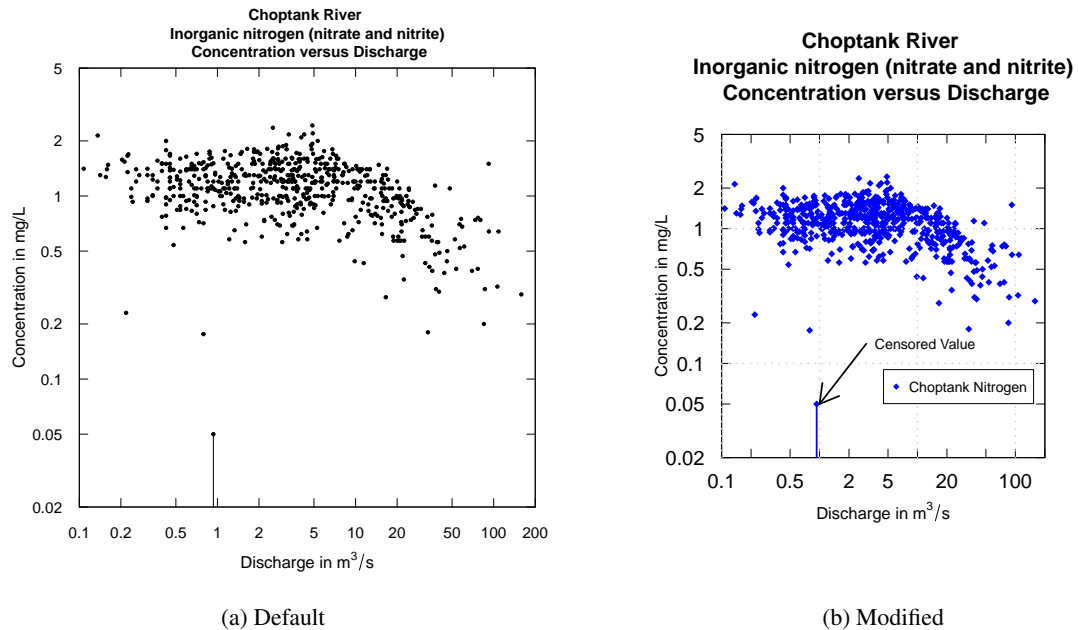 Choptank River
Inorganic nitrogen (nitrate and nitrite)
Concentration versus Discharge
5
2
1
0.5
0.2
0.1
0.05
0.02
Concentration in mg/L
0.1 0.2 0.5 1 2 5 10 20 50 100 200
Discharge in m³/s
(a) Default
Choptank River
Inorganic nitrogen (nitrate and nitrite)
Concentration versus Discharge
5
2
1
0.5
0.2
0.1
0.05
0.02
Concentration in mg/L
Censored Value
Choptank Nitrogen
0.1 0.5 2 5 20 100
Discharge in m³/s
(b) Modified